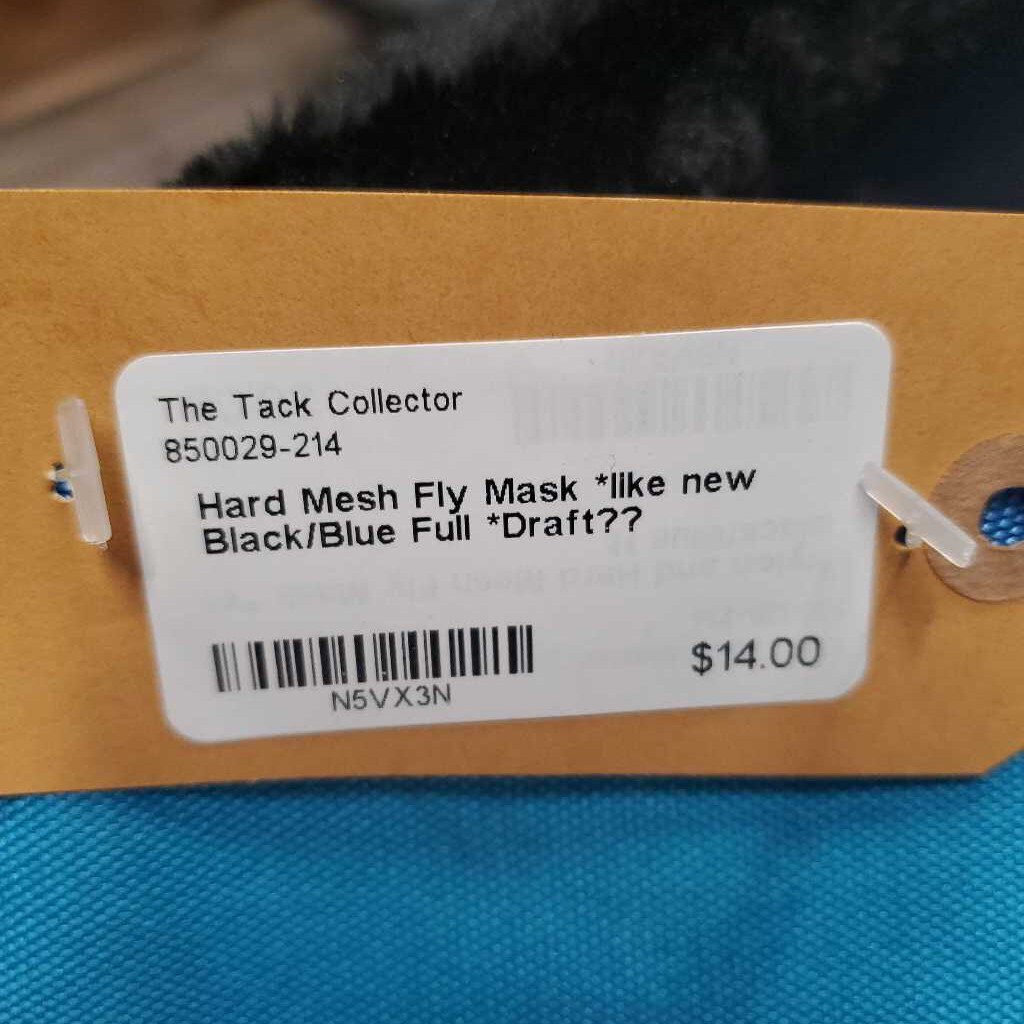 The Tack Collector
850029-214
Hard Mesh Fly Mask *like new
Black/Blue Full *Draft??
N5VX3N
$14.00